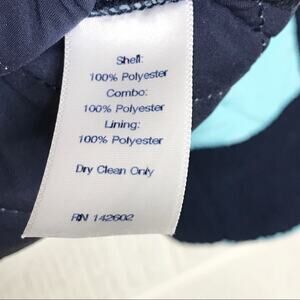 Shell:
100% Polyester
Combo:
100% Polyester
Lining:
100% Polyester
Dry Clean Only
RN 142602